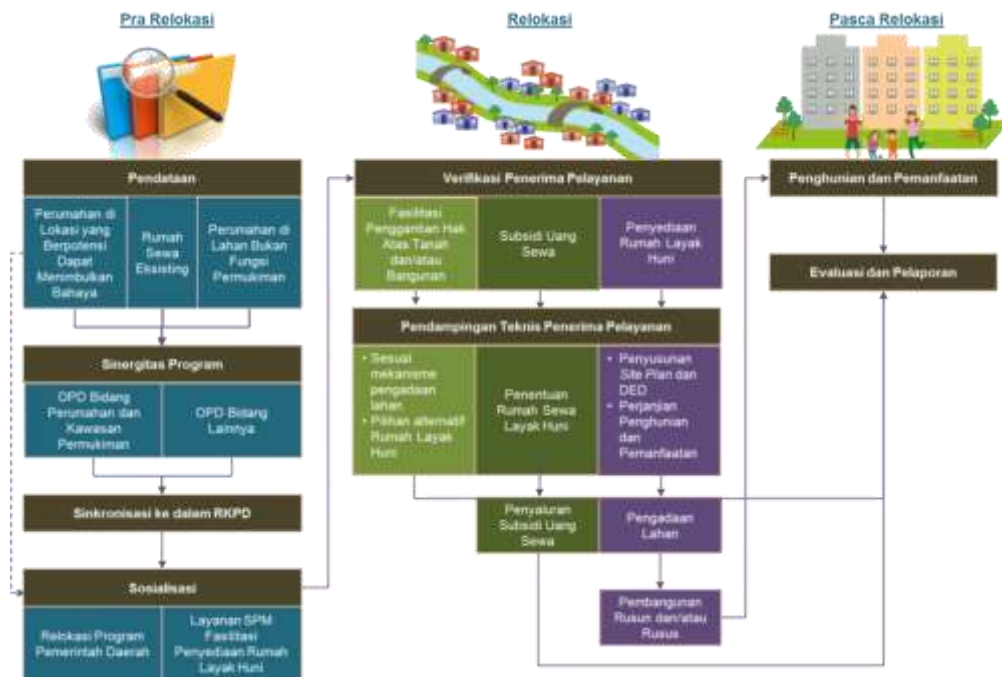 Pra Relokasi
Relokasi
Pasca Relokasi
Pendataan
Perumahan di
Lokasi yang
Berpotensi
Dapat
Menimbulkan
Bahaya
Rumah
Sewa
Eksisting
Perumahan di
Lahan Bukan
Fungsi
Permukiman
Sinergitas Program
OPD Bidang
Perumahan dan
Kawasan
Permukiman
OPD Bidang
Lainnya
Sinkronisasi ke dalam RKPD
Sosialisasi
Relokasi Program
Pemerintah Daerah
Layanan SPM
Fasilitasi
Penyediaan Rumah
Layak Huni
Verifikasi Penerima Pelayanan
Fasilitasi
Penggantian Hak
Atas Tanah
dan/atau
Bangunan
Subsidi Uang
Sewa
Penyediaan
Rumah Layak
Huni
Pendampingan Teknis Penerima Pelayanan
• Sesuai
mekanisme
pengadaan
lahan
• Pilihan alternatif
Rumah Layak
Huni
Penentuan
Rumah Sewa
Layak Huni
• Penyusunan
Site Plan dan
DED
• Perjanjian
Penghunian
dan
Pemanfaatan
Penyaluran
Subsidi Uang
Sewa
Pengadaan
Lahan
Pembangunan
Rusun dan/atau
Rusus
Penghunian dan Pemanfaatan
Evaluasi dan Pelaporan